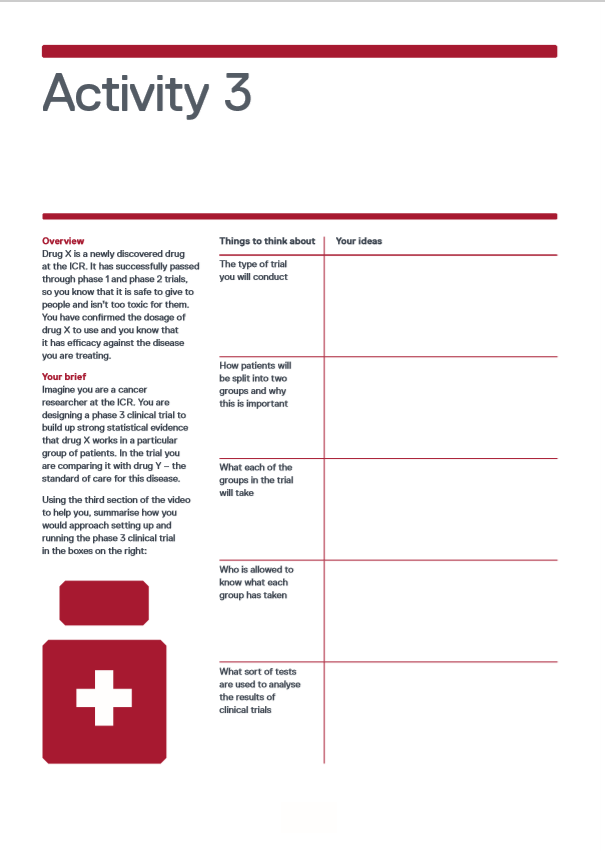 Activity 3
Overview
Drug X is a newly discovered drug
at the ICR. It has successfully passed
through phase 1 and phase 2 trials,
so you know that it is safe to give to
people and isn't too toxic for them.
You have confirmed the dosage of
drug X to use and you know that
it has efficacy against the disease
you are treating.
Your brief
Imagine you are a cancer
researcher at the ICR. You are
designing a phase 3 clinical trial to
build up strong statistical evidence
that drug X works in a particular
group of patients. In the trial you
are comparing it with drug Y – the
standard of care for this disease.
Using the third section of the video
to help you, summarise how you
would approach setting up and
running the phase 3 clinical trial
in the boxes on the right:
Things to think about
Your ideas
The type of trial
you will conduct
How patients will
be split into two
groups and why
this is important
What each of the
groups in the trial
will take
Who is allowed to
know what each
group has taken
What sort of tests
are used to analyse
the results of
clinical trials